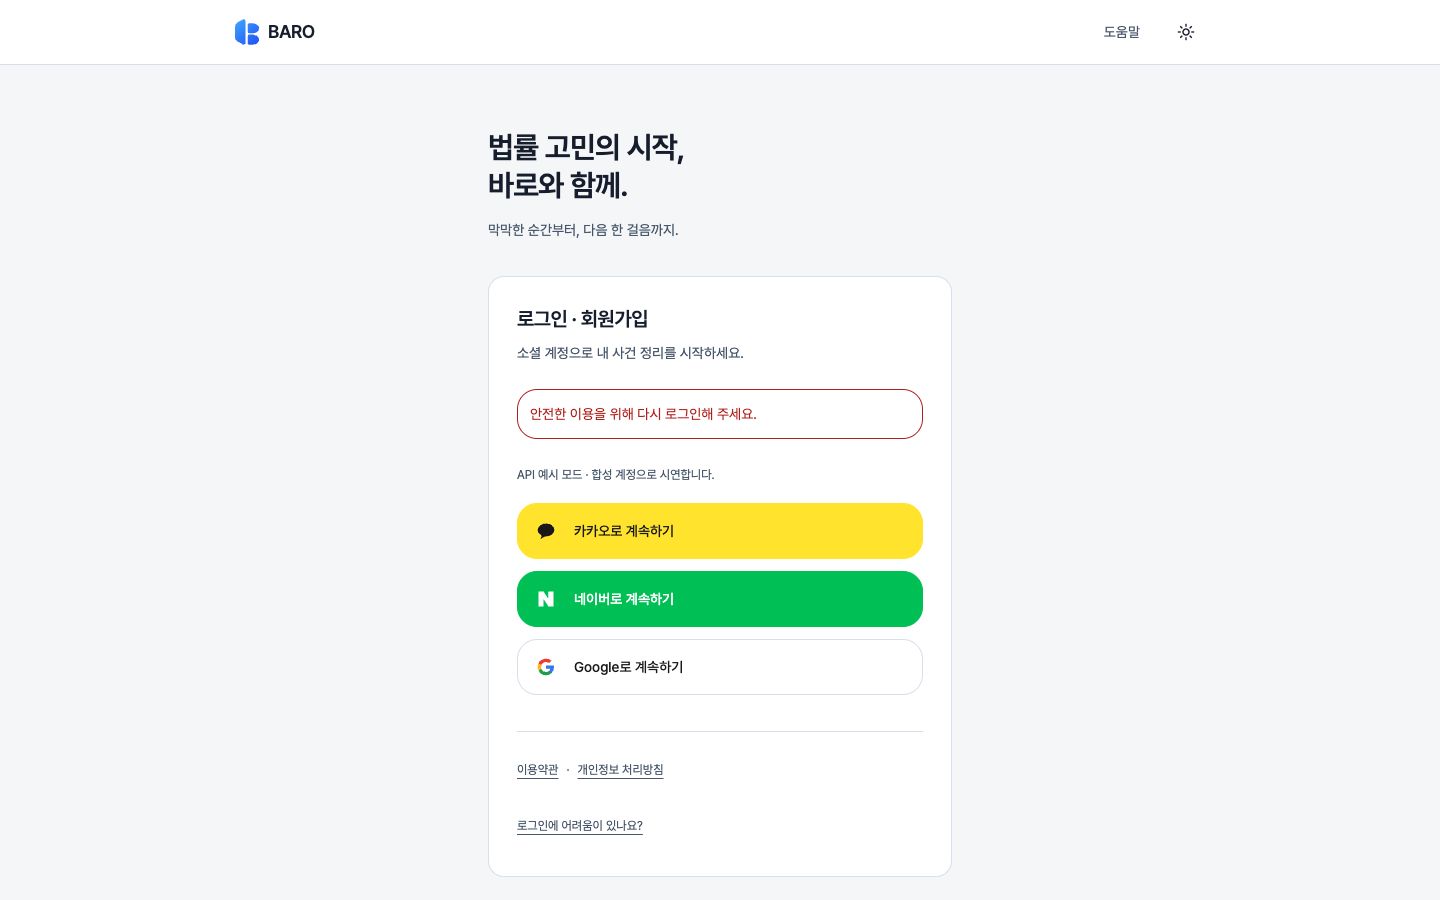 BARO
도움말
법률 고민의 시작,
바로와 함께.
막막한 순간부터, 다음 한 걸음까지.
로그인 · 회원가입
소셜 계정으로 내 사건 정리를 시작하세요.
안전한 이용을 위해 다시 로그인해 주세요.
API 예시 모드 · 합성 계정으로 시연합니다.
카카오로 계속하기
네이버로 계속하기
Google로 계속하기
이용약관 · 개인정보 처리방침
로그인에 어려움이 있나요?